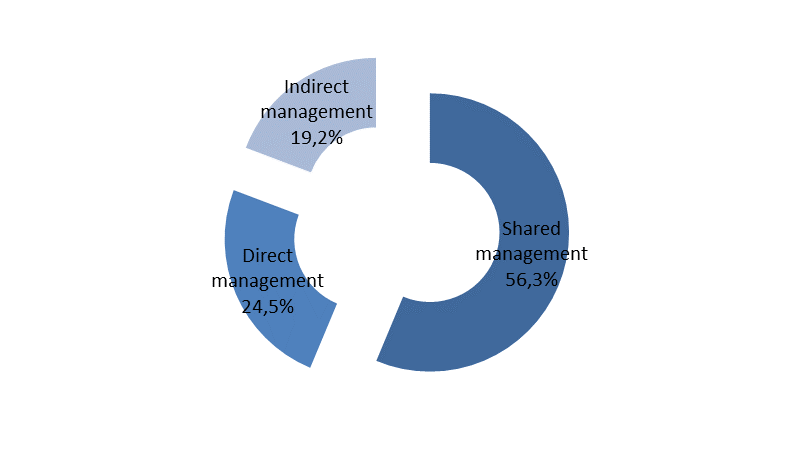 Indirect
management
19,2%
Shared
management
56,3%
Direct
management
24,5%